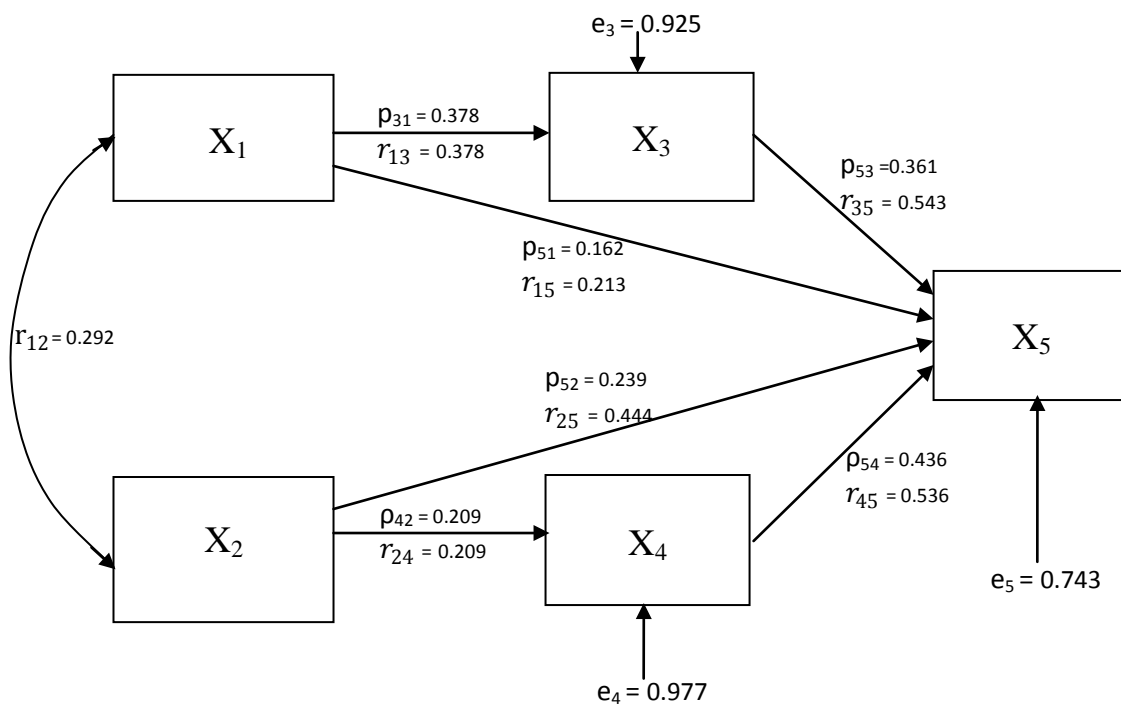 e₃ = 0.925
X₁
p₃₁ = 0.378
r₁₃ = 0.378
X₃
p₅₃ =0.361
r₃₅ = 0.543
p₅₁ = 0.162
r₁₅ = 0.213
r₁₂ = 0.292
X₅
p₅₂ = 0.239
r₂₅ = 0.444
ρ₅₄ = 0.436
r₄₅ = 0.536
X₂
ρ₄₂ = 0.209
r₂₄ = 0.209
X₄
e₅ = 0.743
e₄ = 0.977